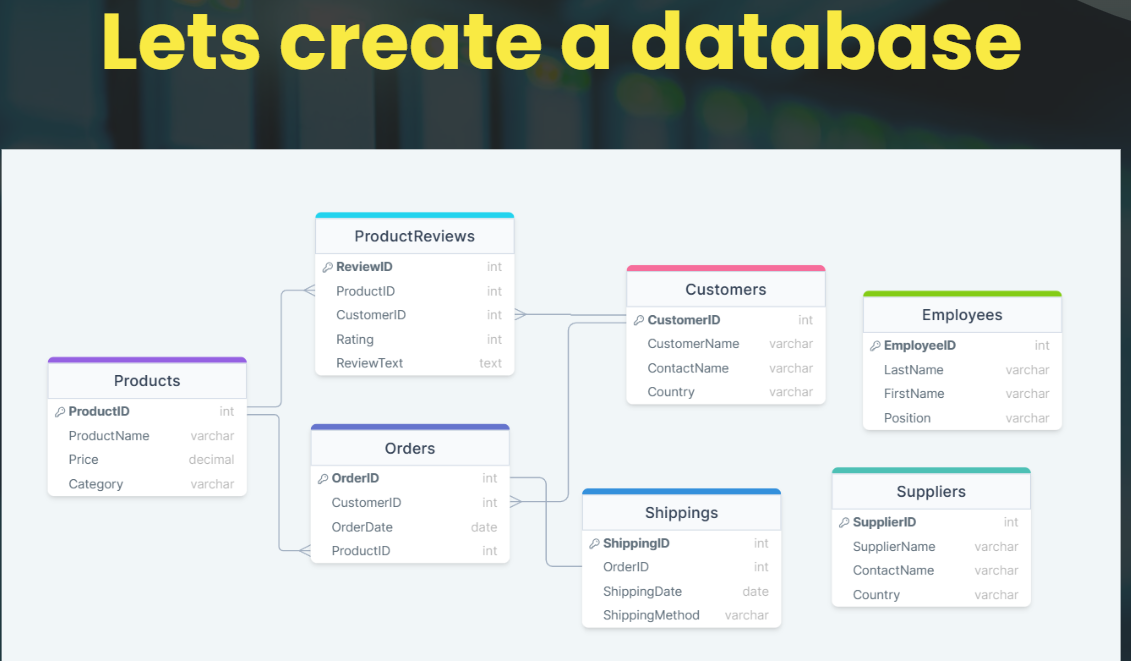 Lets create a database
ProductReviews
ReviewID int
ProductID int
CustomerID int
Rating int
ReviewText text
Customers
CustomerID int
CustomerName varchar
ContactName varchar
Country varchar
Employees
EmployeeID int
LastName varchar
FirstName varchar
Position varchar
Products
ProductID int
ProductName varchar
Price decimal
Category varchar
Orders
OrderID int
CustomerID int
OrderDate date
ProductID int
Shippings
ShippingID int
OrderID int
ShippingDate date
ShippingMethod varchar
Suppliers
SupplierID int
SupplierName varchar
ContactName varchar
Country varchar